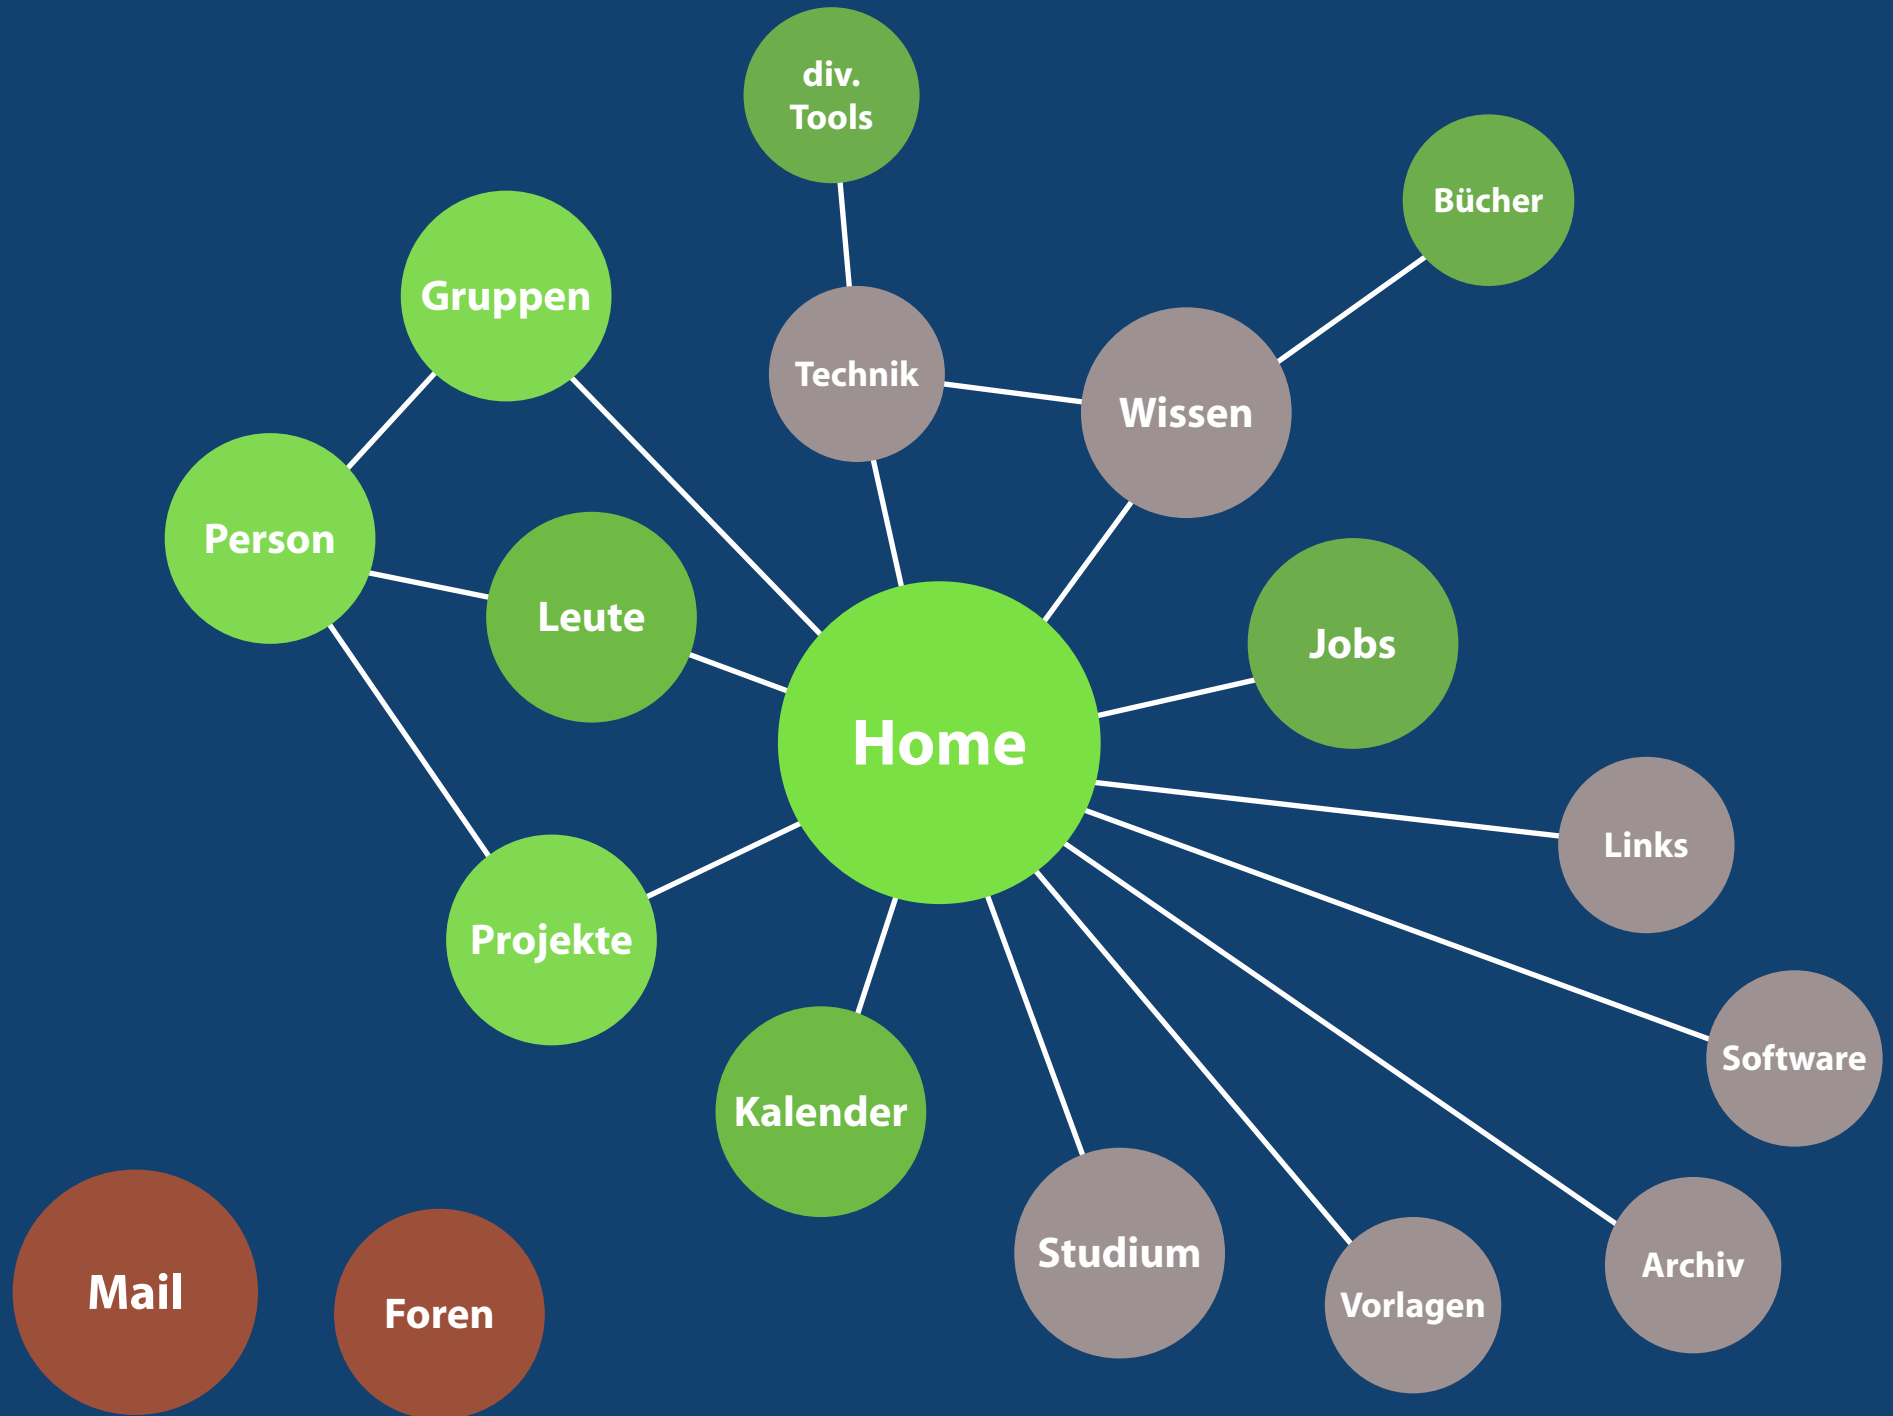 div.
Tools
Bücher
Gruppen
Technik
Wissen
Person
Leute
Jobs
Home
Links
Projekte
Software
Kalender
Studium
Archiv
Mail
Vorlagen
Foren